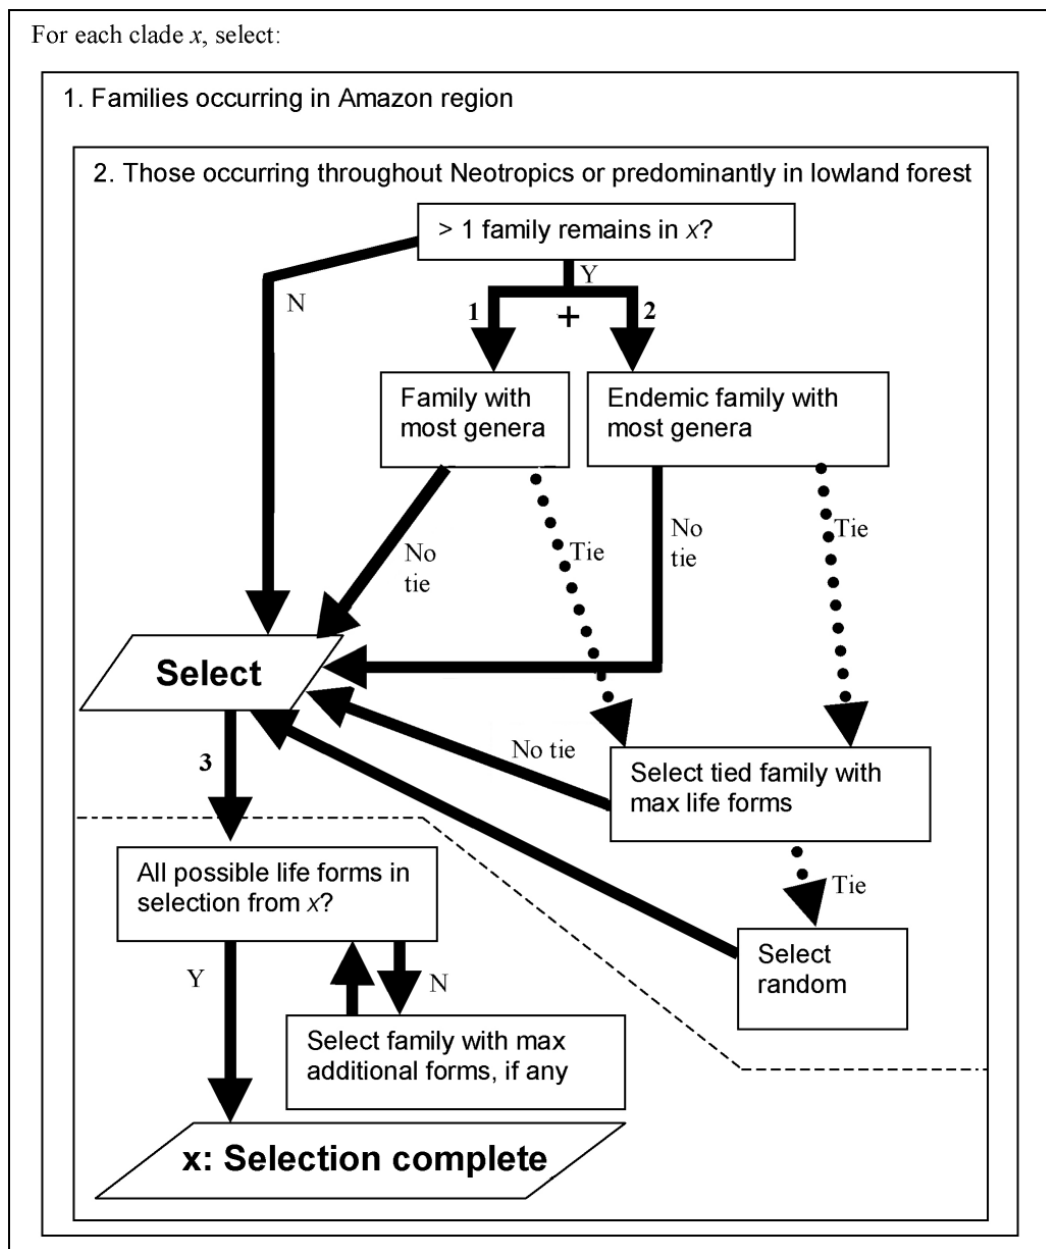 For each clade x, select:
1. Families occurring in Amazon region
2. Those occurring throughout Neotropics or predominantly in lowland forest
> 1 family remains in x?
N
Y
1
+
2
Family with
most genera
Endemic family with
most genera
No
tie
Tie
No
tie
Tie
Select
No tie
Select tied family with
max life forms
3
Tie
All possible life forms in
selection from x?
Select
random
Y
N
Select family with max
additional forms, if any
x: Selection complete